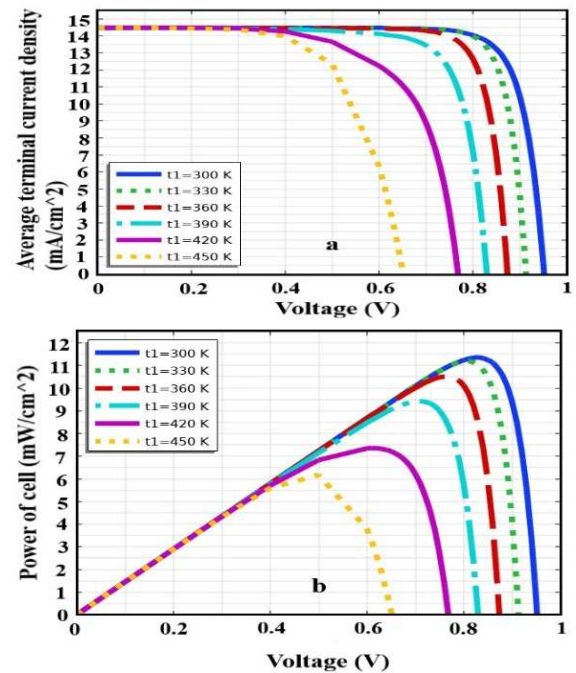 Average terminal current density
(mA/cm^2)
15
14
13
12
11
10
9
8
7
6
5
4
3
2
1
0
t1=300 K
t1=330 K
t1=360 K
t1=390 K
t1=420 K
t1=450 K
a
0 0.2 0.4 0.6 0.8 1
Voltage (V)
Power of cell (mW/cm^2)
12
11
10
9
8
7
6
5
4
3
2
1
0
t1=300 K
t1=330 K
t1=360 K
t1=390 K
t1=420 K
t1=450 K
b
0 0.2 0.4 0.6 0.8 1
Voltage (V)